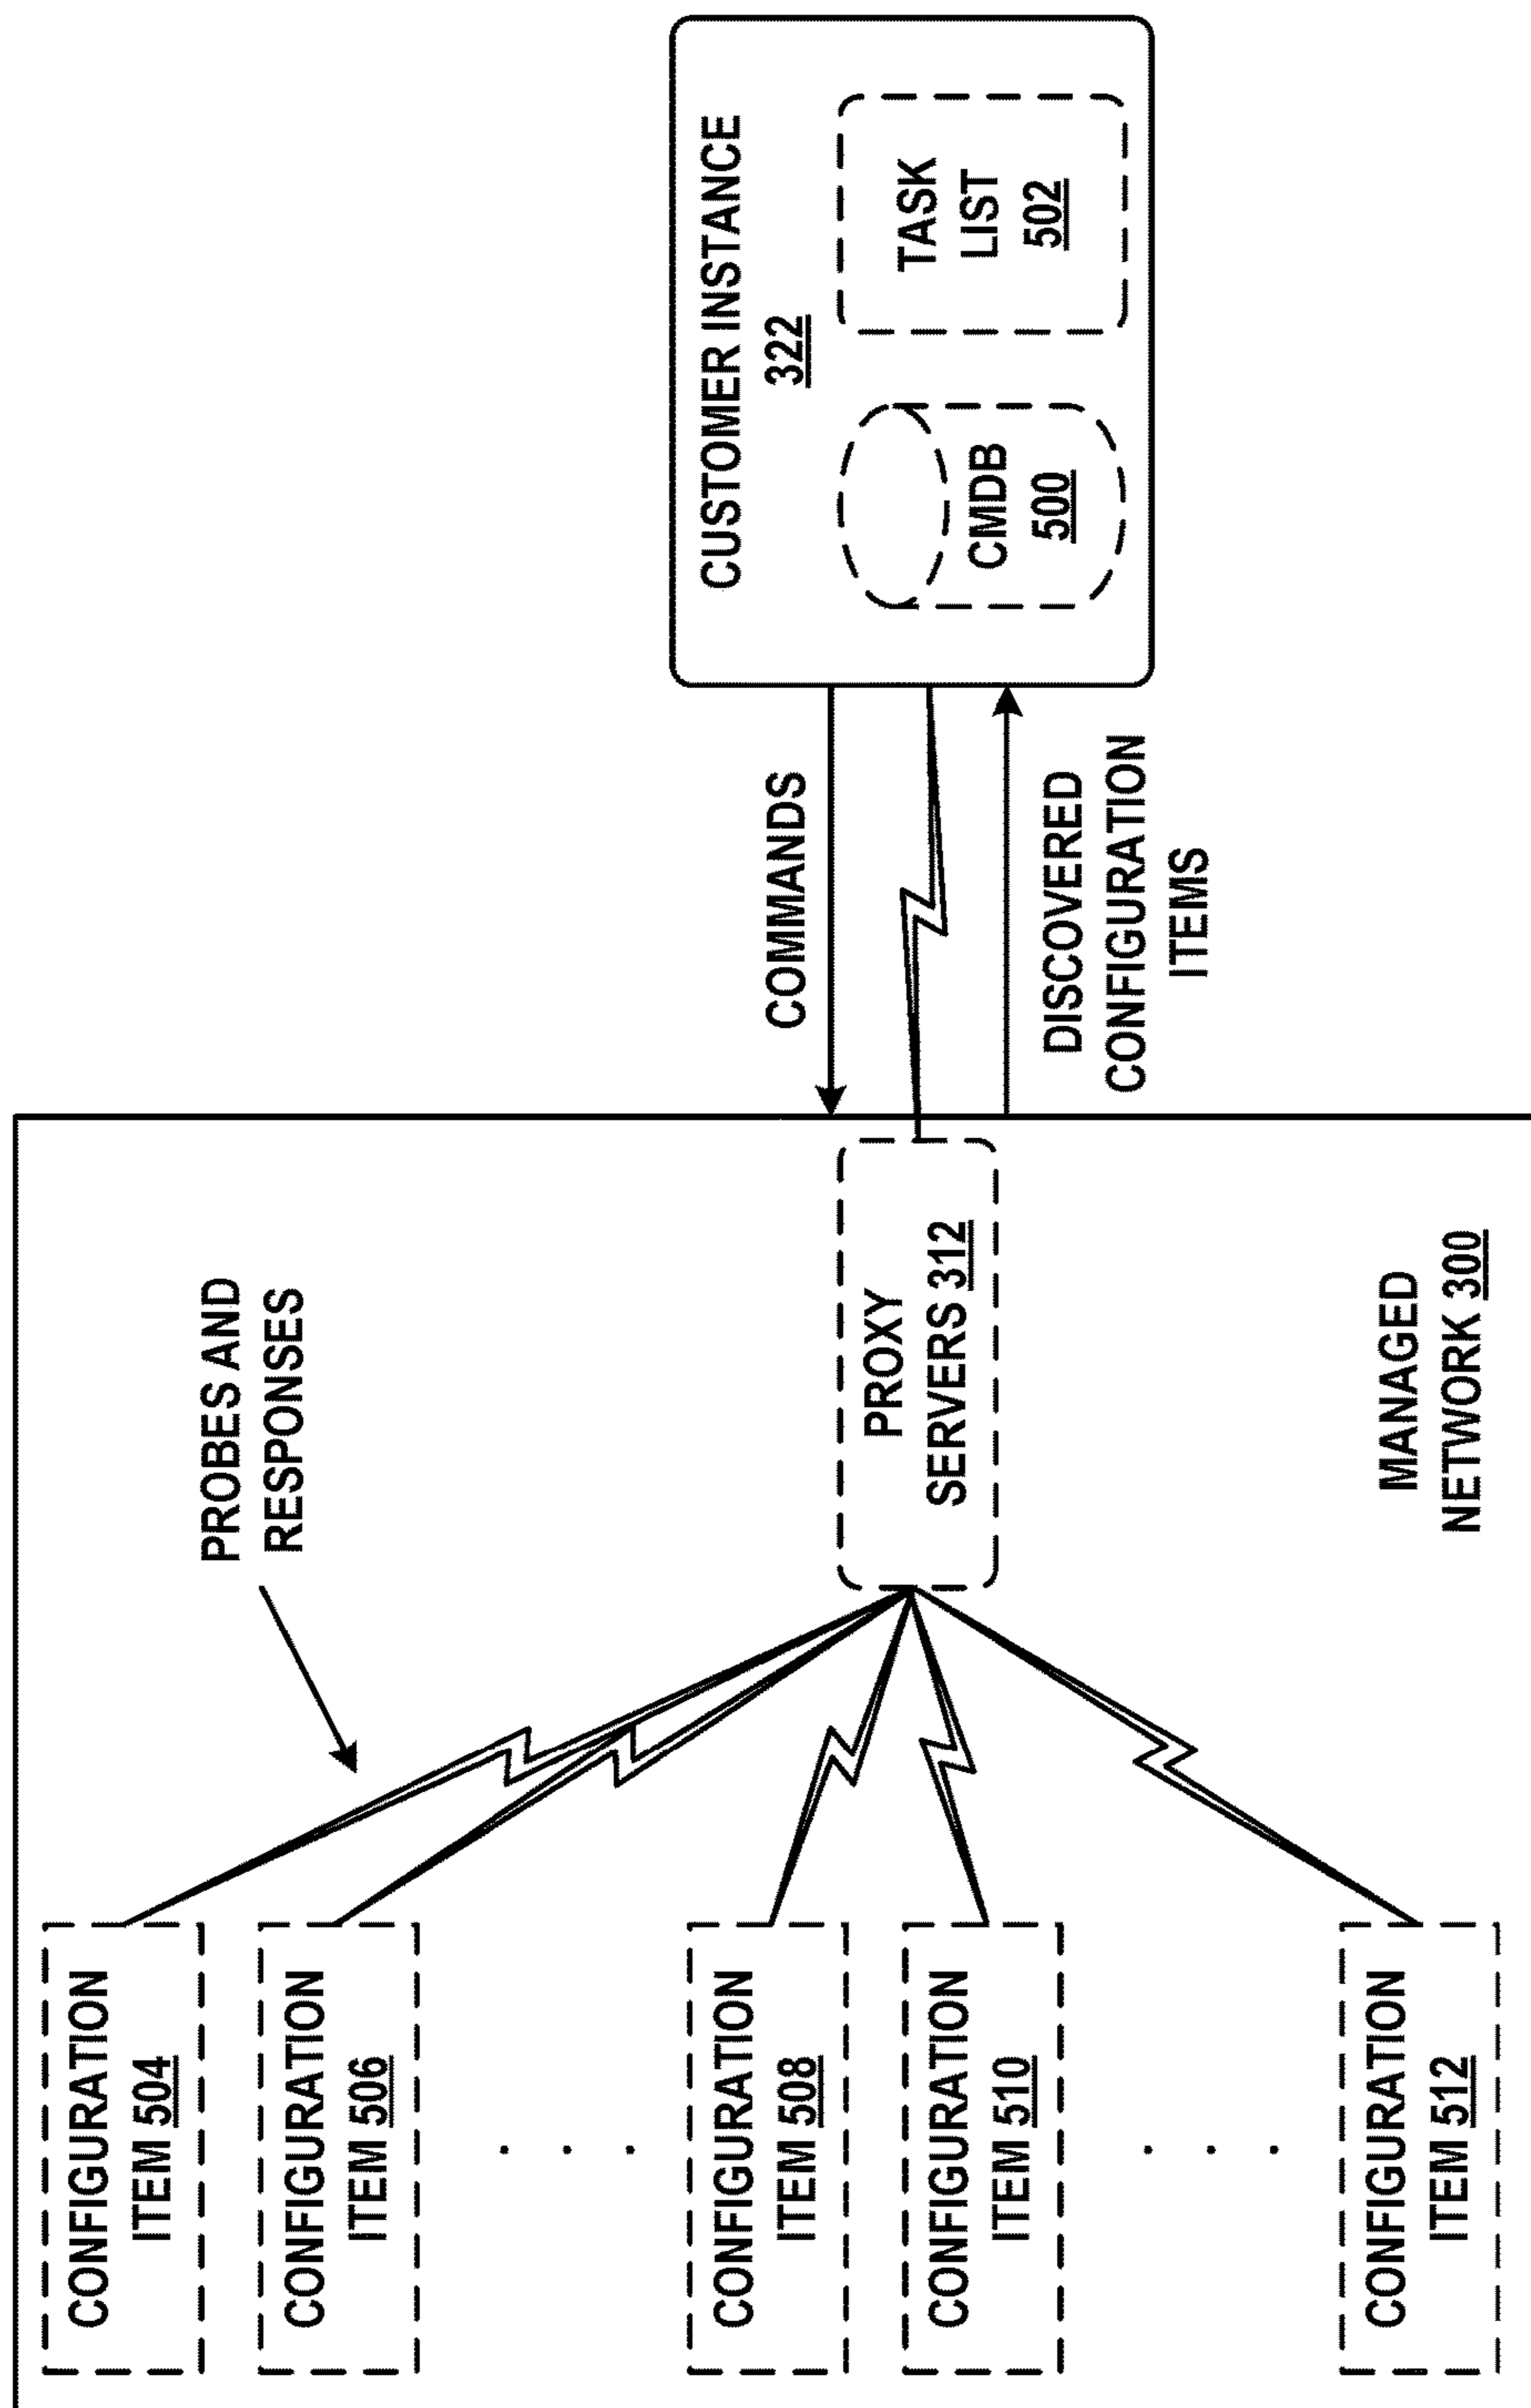 CUSTOMER INSTANCE
322
CMDB
500
TASK
LIST
502
COMMANDS
DISCOVERED
CONFIGURATION
ITEMS
PROBES AND
RESPONSES
PROXY
SERVERS 312
MANAGED
NETWORK 300
CONFIGURATION
ITEM 504
CONFIGURATION
ITEM 506
. . .
CONFIGURATION
ITEM 508
CONFIGURATION
ITEM 510
. . .
CONFIGURATION
ITEM 512